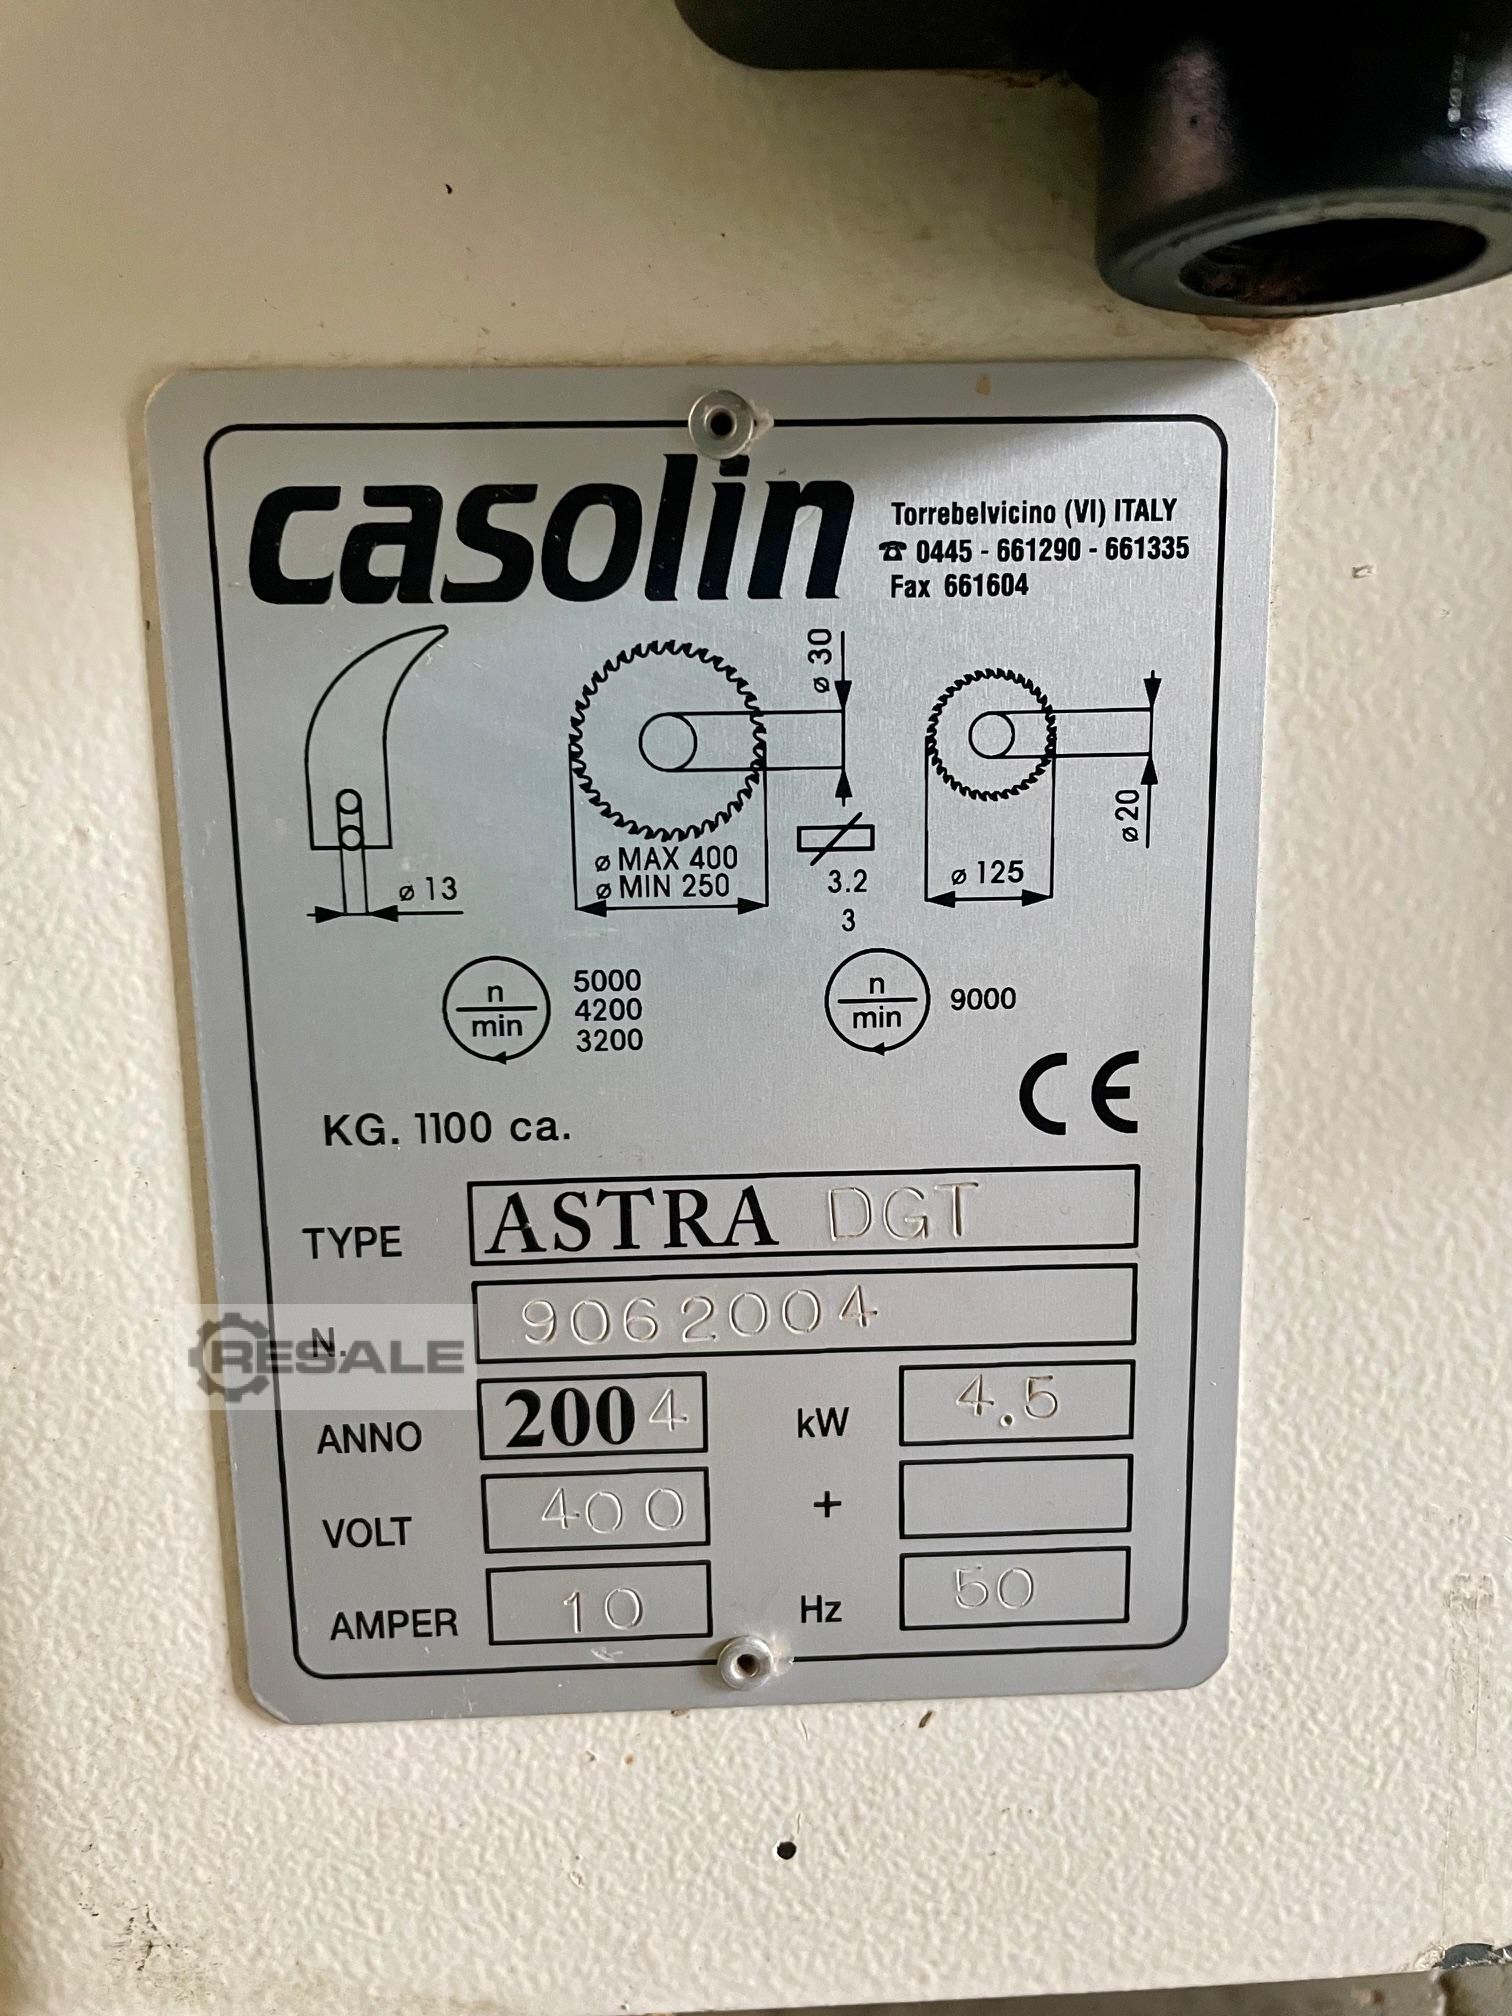 casolin
Torrebelvicino (VI) ITALY
☎ 0445 - 661290 - 661335
Fax 661604
ø 30
ø MAX 400
ø MIN 250
ø 13
3.2
3
ø 125
ø 20
n
min
5000
4200
3200
n
min
9000
CE
KG. 1100 ca.
TYPE ASTRA DGT
N. 9062004
RESALE
ANNO 2004 kW 4.5
VOLT 400 +
AMPER 10 Hz 50